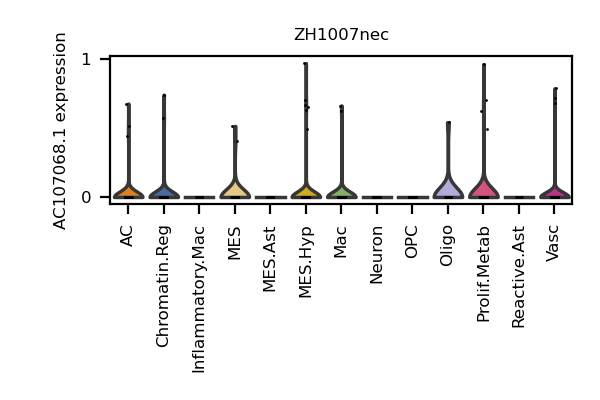 ZH1007nec
AC107068.1 expression
1
0
AC
Chromatin.Reg
Inflammatory.Mac
MES
MES.Ast
MES.Hyp
Mac
Neuron
OPC
Oligo
Prolif.Metab
Reactive.Ast
Vasc